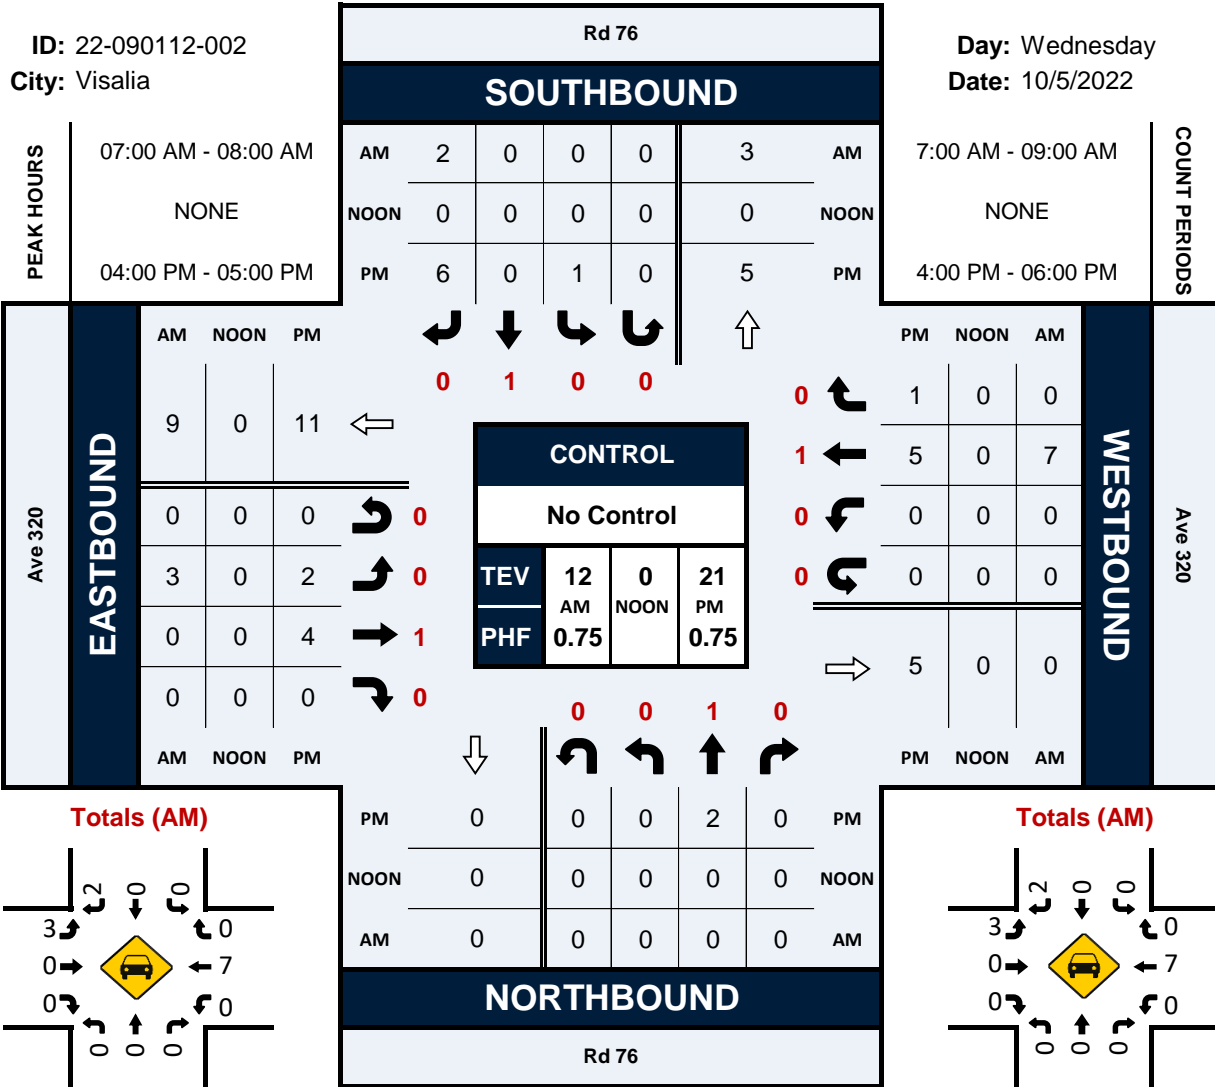 ID: 22-090112-002
City: Visalia
Rd 76
SOUTHBOUND
Day: Wednesday
Date: 10/5/2022
PEAK HOURS
07:00 AM - 08:00 AM
NONE
04:00 PM - 05:00 PM
AM 2 0 0 0 3 AM
NOON 0 0 0 0 0 NOON
PM 6 0 1 0 5 PM
0 1 0 0
7:00 AM - 09:00 AM
NONE
4:00 PM - 06:00 PM
COUNT PERIODS
Ave 320
EASTBOUND
AM NOON PM
9 0 11
0 0 0 0
3 0 2 0
0 0 4 1
0 0 0 0
AM NOON PM
CONTROL
No Control
TEV 12 0 21
AM NOON PM
PHF 0.75 0.75
PM NOON AM
0 1 0 0
1 5 0 7
0 0 0 0
0 0 0 0
5 0 0
PM NOON AM
WESTBOUND
Ave 320
0 0 1 0
PM 0 0 0 2 0 PM
NOON 0 0 0 0 0 NOON
AM 0 0 0 0 0 AM
NORTHBOUND
Rd 76
Totals (AM)
2 0 0
3 0
0 7
0 0
0 0 0
Totals (AM)
2 0 0
3 0
0 7
0 0
0 0 0